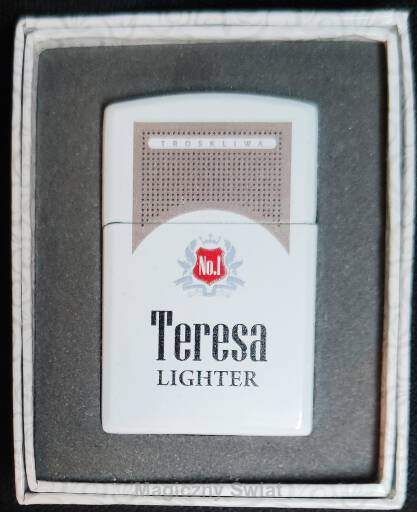 TROSKLIWA
No.1
Teresa
LIGHTER
Magiczny Świat